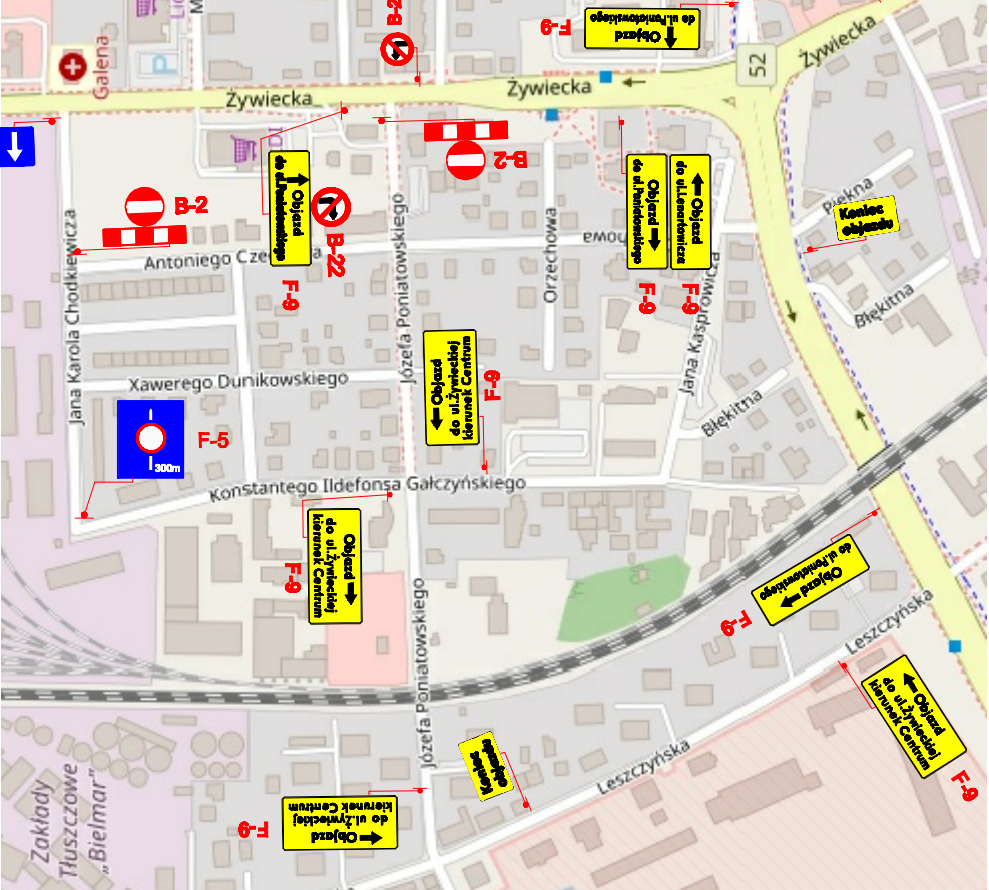 B-2
F-9
Objazd
do ul.Poniatowskiego
52
Żywiecka
Galena
P
Żywiecka
Żywiecka
DI
B-2
B-2
Objazd
do ul.Poniatowskiego
B-22
F-9
Objazd
do ul.Poniatowskiego
Objazd
do ul.Lenartowicza
F-9
F-9
Piękna
Koniec
objazdu
Jana Karola Chodkiewicza
Antoniego Cze
Józefa Poniatowskiego
Orzechowa
howa
Jana Kasprowicza
Błękitna
Xawerego Dunikowskiego
Objazd
do ul.Żywieckiej
kierunek Centrum
F-9
Błękitna
300m
F-5
Konstantego Ildefonsa Gałczyńskiego
Objazd
do ul.Żywieckiej
kierunek Centrum
F-9
Objazd
do ul.Poniatowskiego
F-9
Józefa Poniatowskiego
Leszczyńska
Objazd
do ul.Żywieckiej
kierunek Centrum
F-9
Koniec
objazdu
Leszczyńska
Zakłady
Tłuszczowe
„Bielmar”
Objazd
do ul.Żywieckiej
kierunek Centrum
F-9